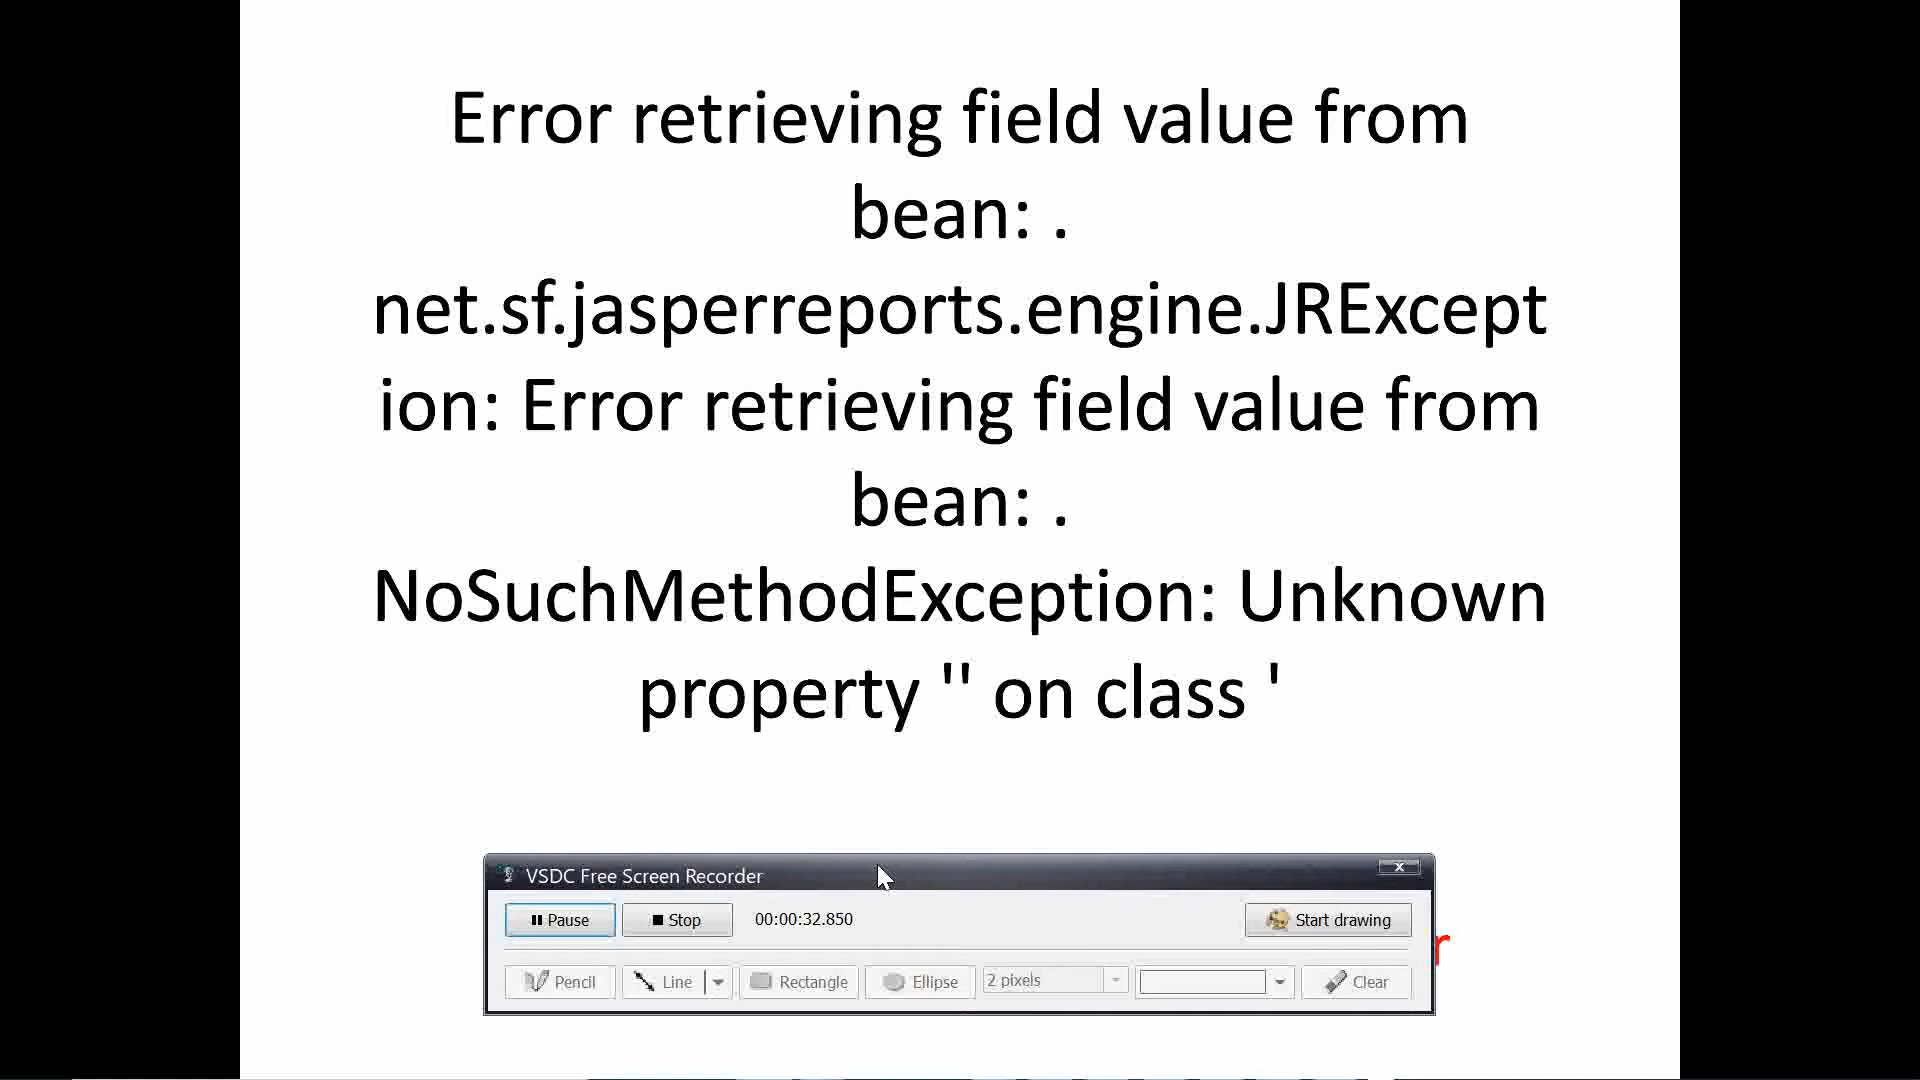 Error retrieving field value from
bean: .
net.sf.jasperreports.engine.JRExcept
ion: Error retrieving field value from
bean: .
NoSuchMethodException: Unknown
property '' on class '
VSDC Free Screen Recorder
x
Pause
Stop
00:00:32.850
Start drawing
r
Pencil
Line
Rectangle
Ellipse
2 pixels
Clear